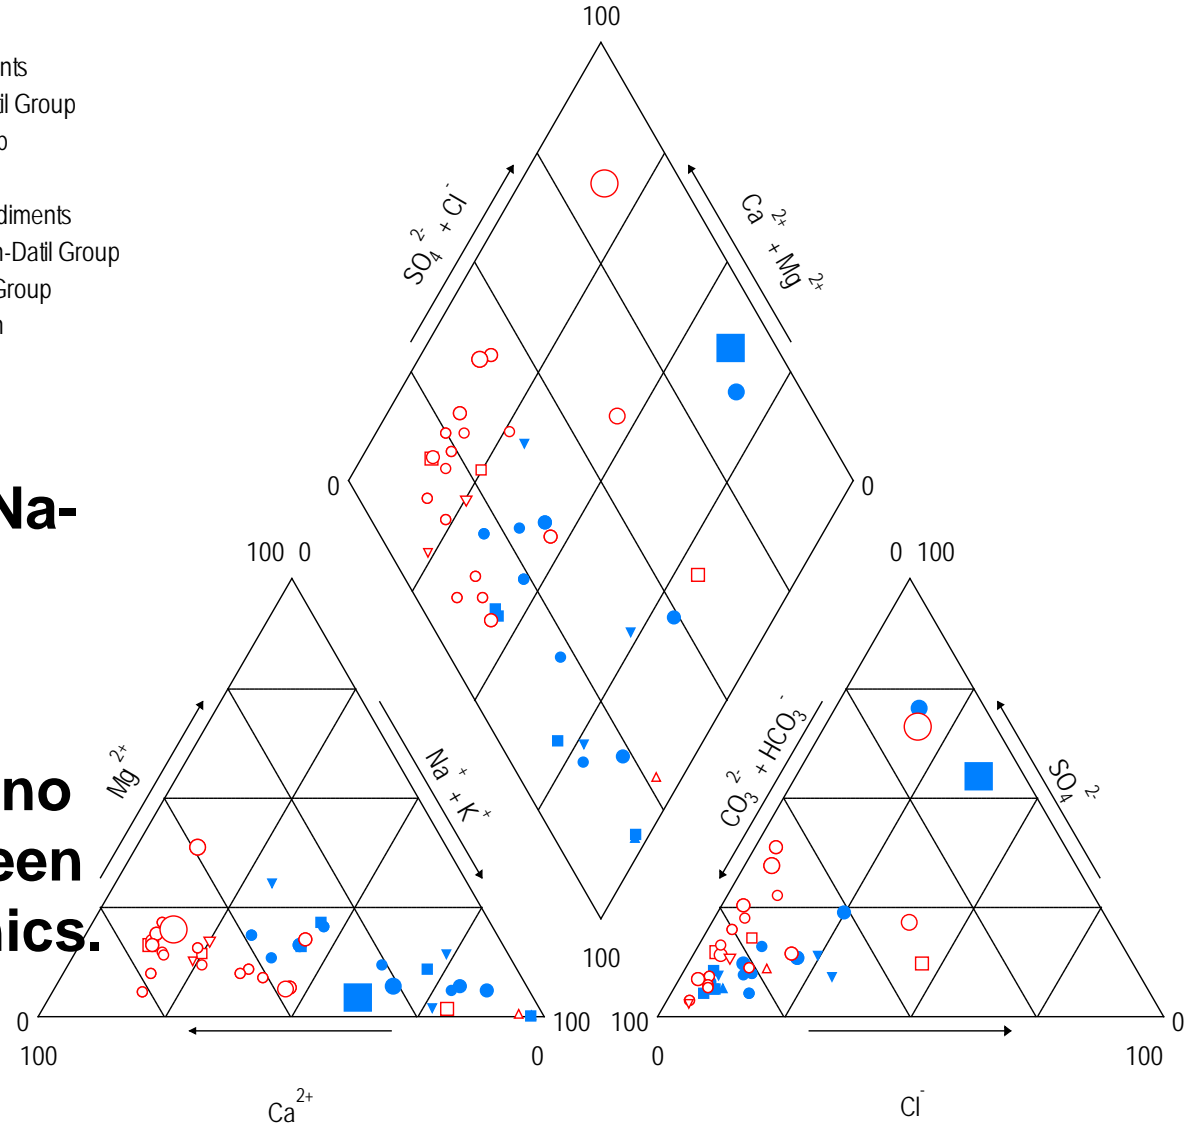 100
nts
il Group
p
diments
n-Datil Group
Group
n
SO4 2- + Cl -
Ca 2+ + Mg 2+
0
0
Na-
100 0
0 100
Mg 2+
Na + + K +
CO3 2- + HCO3 -
SO4 2-
no
een
nics.
100
0
100
100
0
100
0
0
100
Ca 2+
Cl -